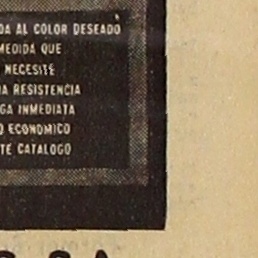 DA AL COLOR DESEADO
MEDIDA QUE
NECESITE
A RESISTENCIA
GA INMEDIATA
O ECONOMICO
TE CATALOGO